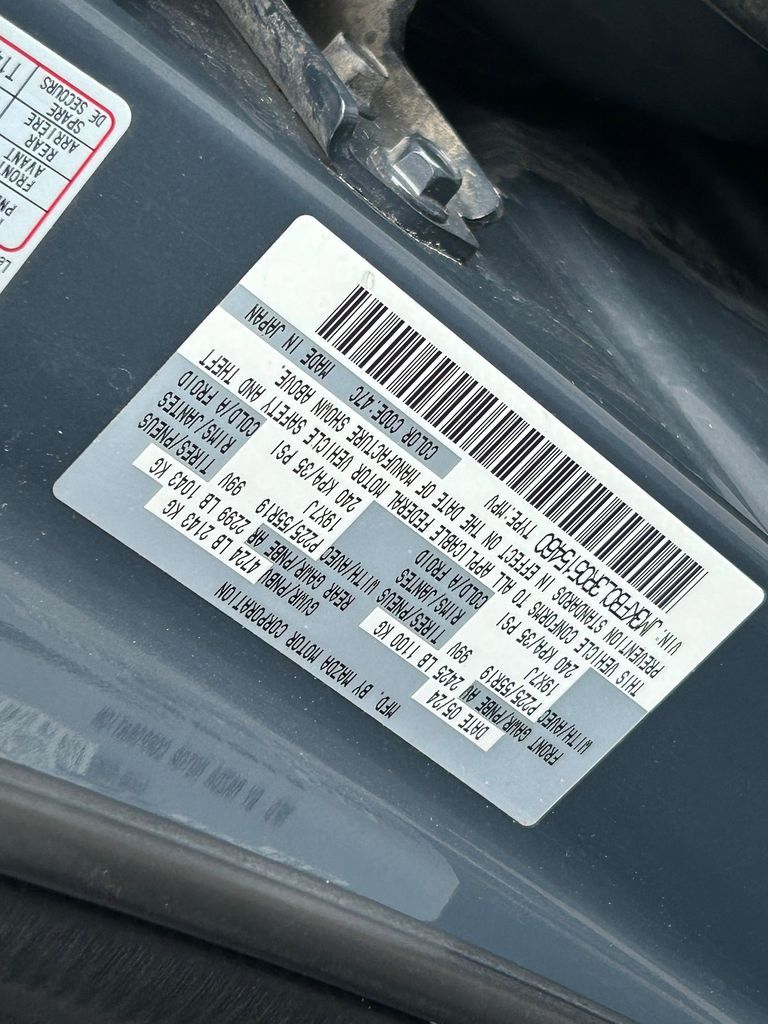 MFD. BY MAZDA MOTOR CORPORATION
DATE 05/24 GVWR/PNBV 4724 LB 2143 KG
FRONT GAWR/PNBE AV 2425 LB 1100 KG REAR GAWR/PNBE AR 2299 LB 1043 KG
WITH/AVEC P225/55R19 99V TIRES/PNEUS WITH/AVEC P225/55R19 99V TIRES/PNEUS
19X7J RIMS/JANTES 19X7J RIMS/JANTES
240 KPA/35 PSI COLD/A FROID 240 KPA/35 PSI COLD/A FROID
THIS VEHICLE CONFORMS TO ALL APPLICABLE FEDERAL MOTOR VEHICLE SAFETY AND THEFT
PREVENTION STANDARDS IN EFFECT ON THE DATE OF MANUFACTURE SHOWN ABOVE.
VIN: TYPE:MPV COLOR CODE:47C MADE IN JAPAN
FRONT
AVANT
REAR
ARRIÈRE
SPARE
DE SECOURS